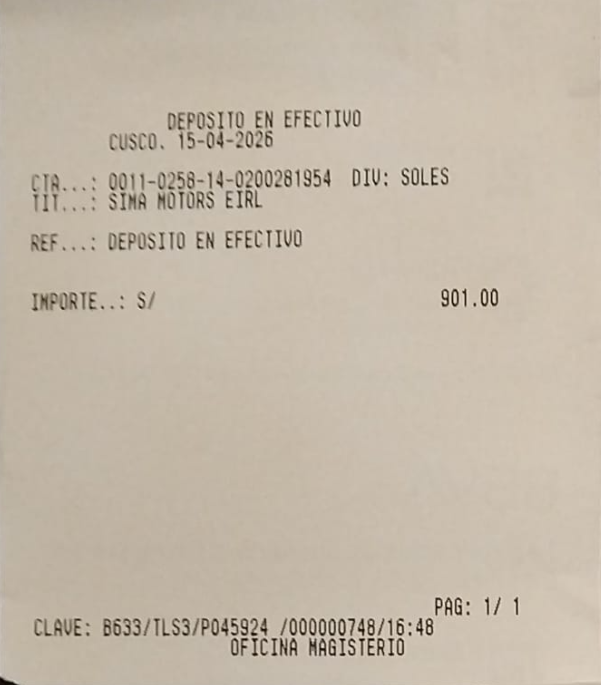 DEPOSITO EN EFECTIVO
CUSCO. 15-04-2026
CTA...: 0011-0258-14-0200281954 DIV: SOLES
TIT...: SIMA MOTORS EIRL
REF...: DEPOSITO EN EFECTIVO
IMPORTE..: S/ 901.00
PAG: 1/ 1
CLAVE: B633/TLS3/P045924 /000000748/16:48
OFICINA MAGISTERIO